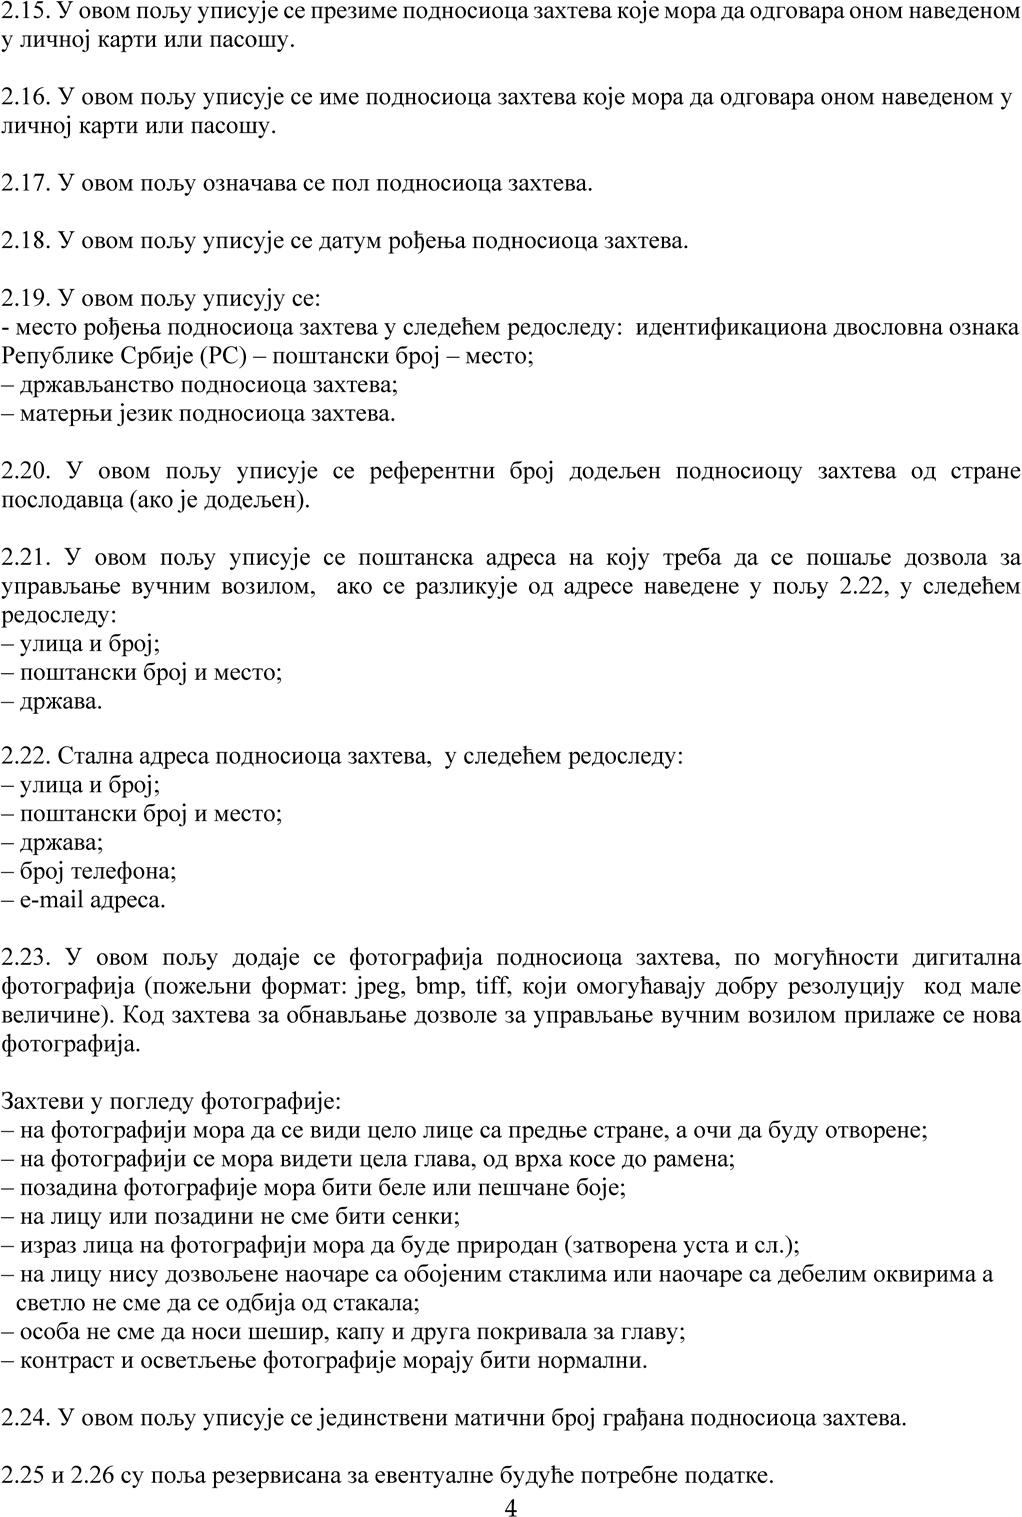 2.15. У овом пољу уписује се презиме подносиоца захтева које мора да одговара оном наведеном
у личној карти или пасошу.
2.16. У овом пољу уписује се име подносиоца захтева које мора да одговара оном наведеном у
личној карти или пасошу.
2.17. У овом пољу означава се пол подносиоца захтева.
2.18. У овом пољу уписује се датум рођења подносиоца захтева.
2.19. У овом пољу уписују се:
- место рођења подносиоца захтева у следећем редоследу:  идентификациона двословна ознака
Републике Србије (РС) – поштански број – место;
– држављанство подносиоца захтева;
– матерњи језик подносиоца захтева.
2.20. У овом пољу уписује се референтни број додељен подносиоцу захтева од стране
послодавца (ако је додељен).
2.21. У овом пољу уписује се поштанска адреса на коју треба да се пошаље дозвола за
управљање вучним возилом,  ако се разликује од адресе наведене у пољу 2.22, у следећем
редоследу:
– улица и број;
– поштански број и место;
– држава.
2.22. Стална адреса подносиоца захтева,  у следећем редоследу:
– улица и број;
– поштански број и место;
– држава;
– број телефона;
– e-mail адреса.
2.23. У овом пољу додаје се фотографија подносиоца захтева, по могућности дигитална
фотографија (пожељни формат: jpeg, bmp, tiff, који омогућавају добру резолуцију  код мале
величине). Код захтева за обнављање дозволе за управљање вучним возилом прилаже се нова
фотографија.
Захтеви у погледу фотографије:
– на фотографији мора да се види цело лице са предње стране, а очи да буду отворене;
– на фотографији се мора видети цела глава, од врха косе до рамена;
– позадина фотографије мора бити беле или пешчане боје;
– на лицу или позадини не сме бити сенки;
– израз лица на фотографији мора да буде природан (затворена уста и сл.);
– на лицу нису дозвољене наочаре са обојеним стаклима или наочаре са дебелим оквирима а
светло не сме да се одбија од стакала;
– особа не сме да носи шешир, капу и друга покривала за главу;
– контраст и осветљење фотографије морају бити нормални.
2.24. У овом пољу уписује се јединствени матични број грађана подносиоца захтева.
2.25 и 2.26 су поља резервисана за евентуалне будуће потребне податке.
4